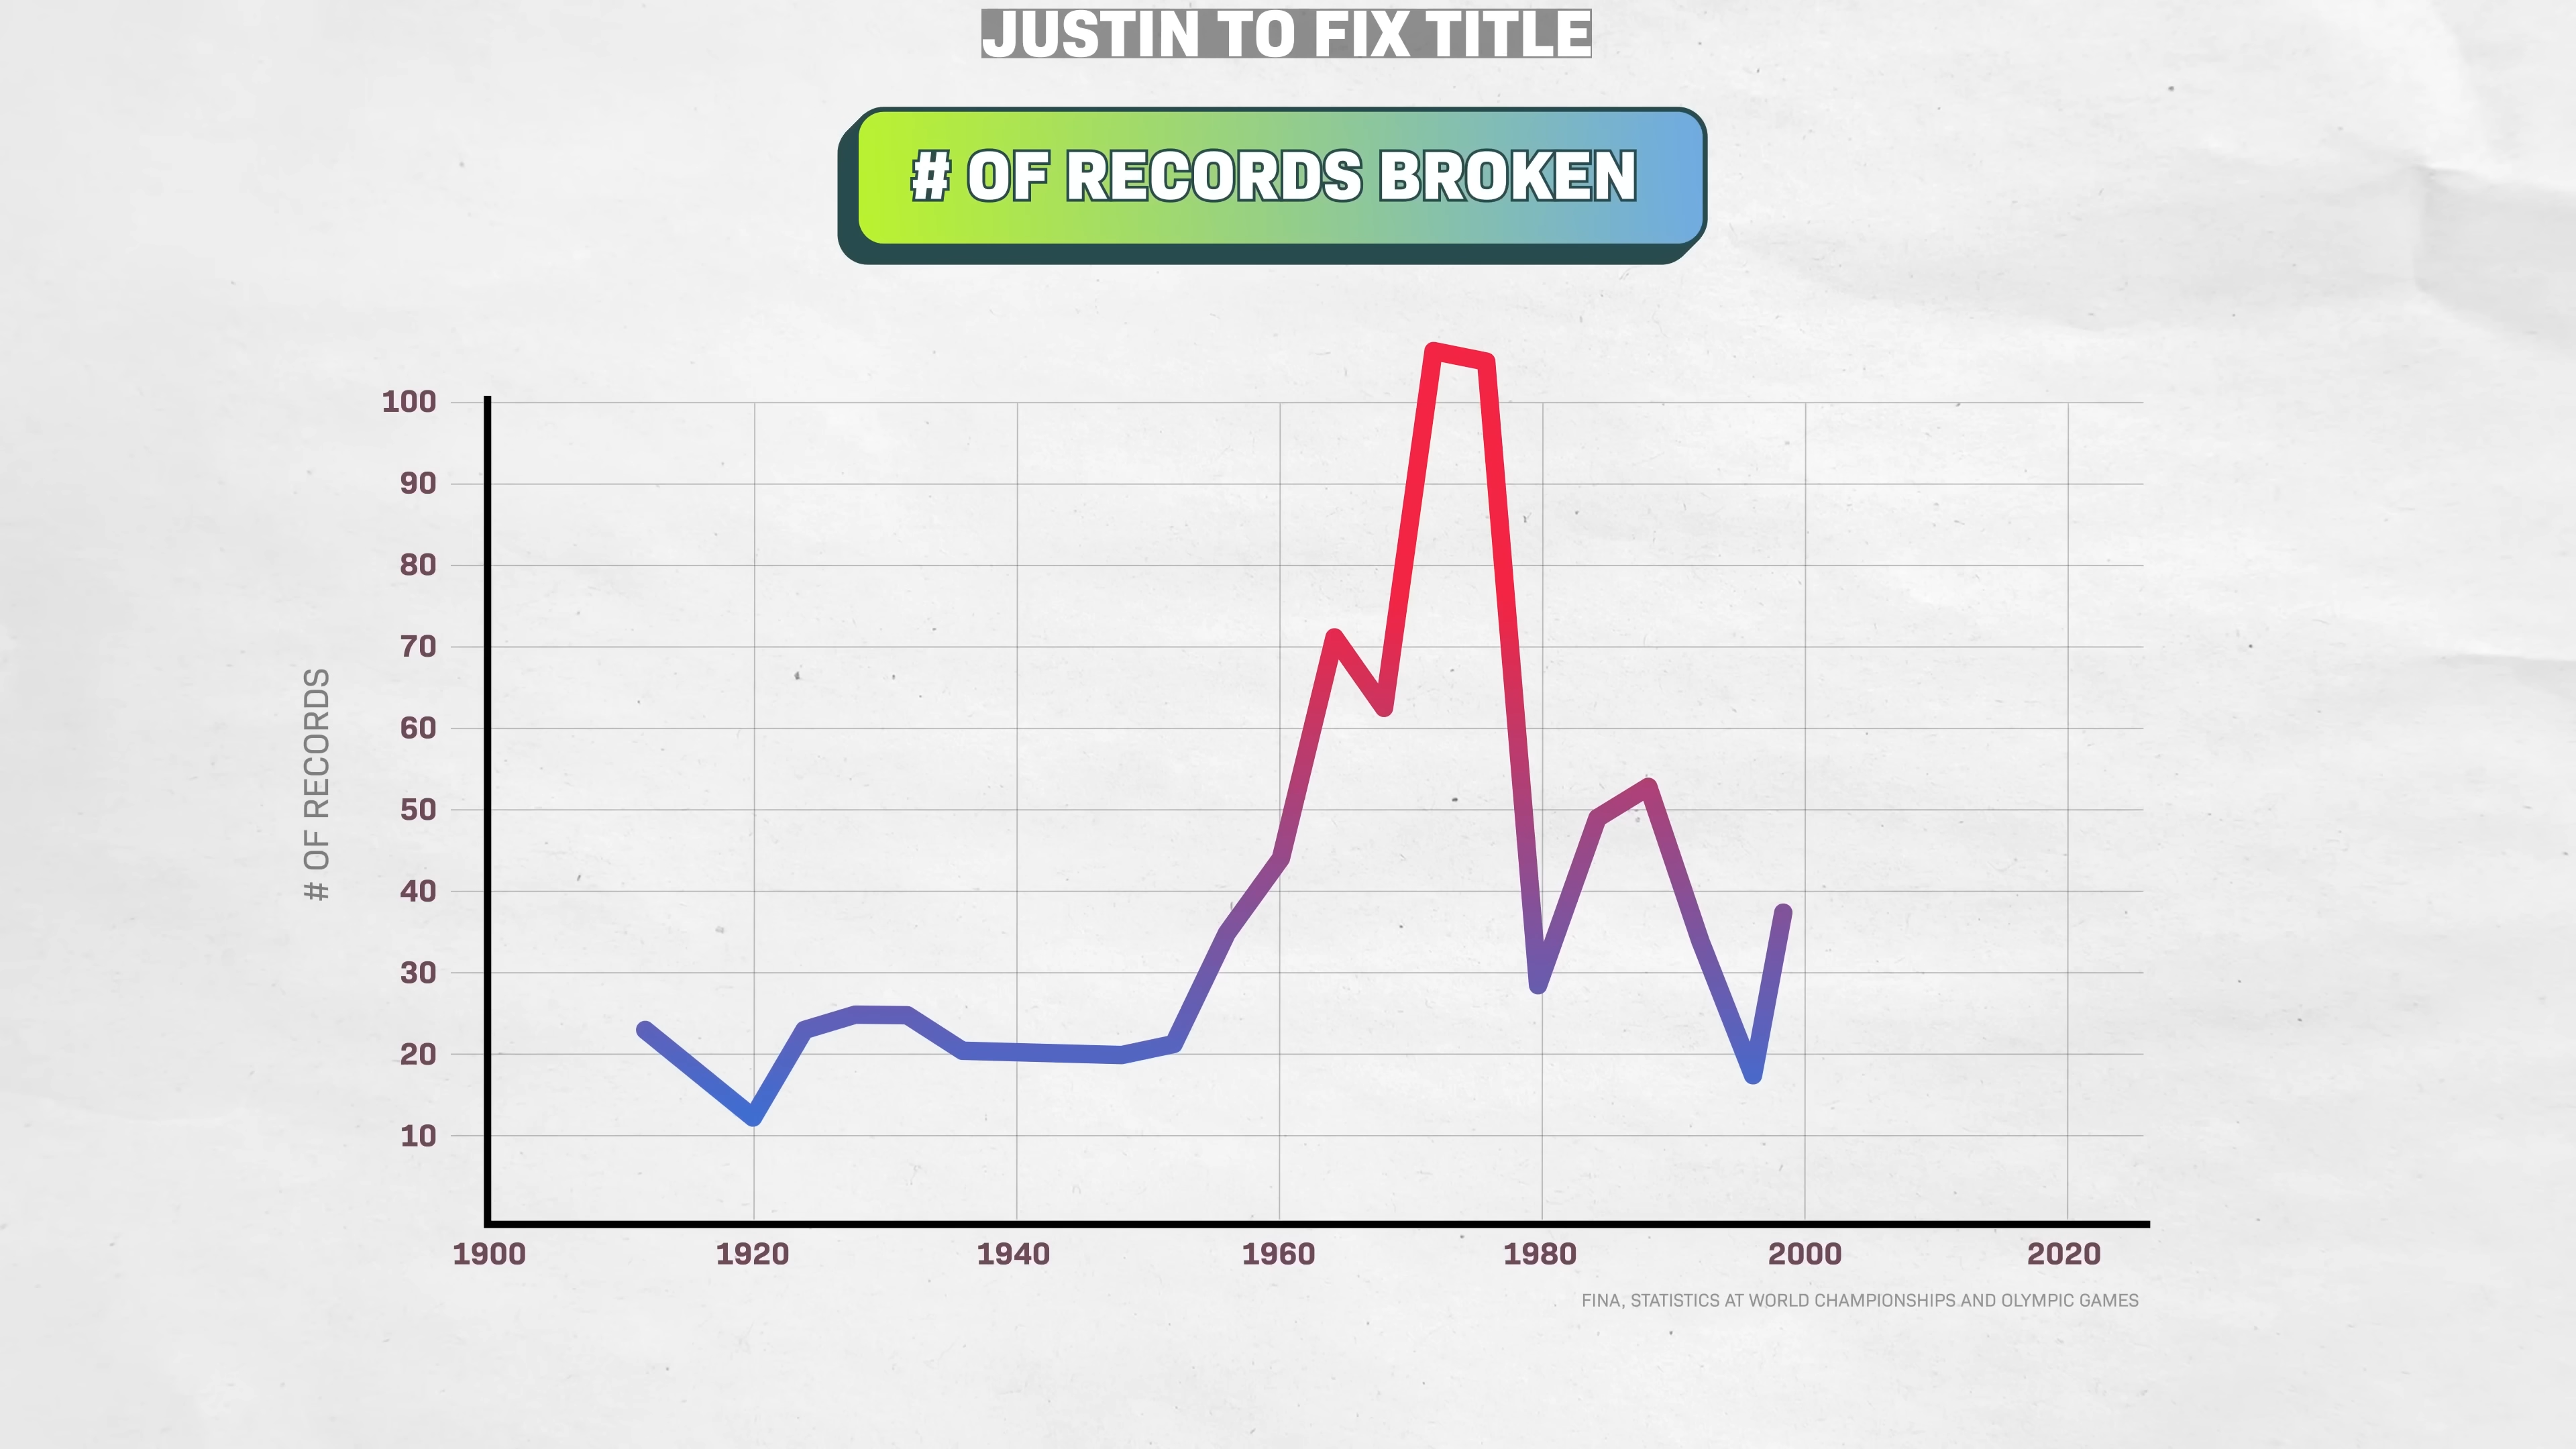 JUSTIN TO FIX TITLE
# OF RECORDS BROKEN
100
90
80
70
60
50
40
30
20
10
# OF RECORDS
1900 1920 1940 1960 1980 2000 2020
FINA, STATISTICS AT WORLD CHAMPIONSHIPS AND OLYMPIC GAMES